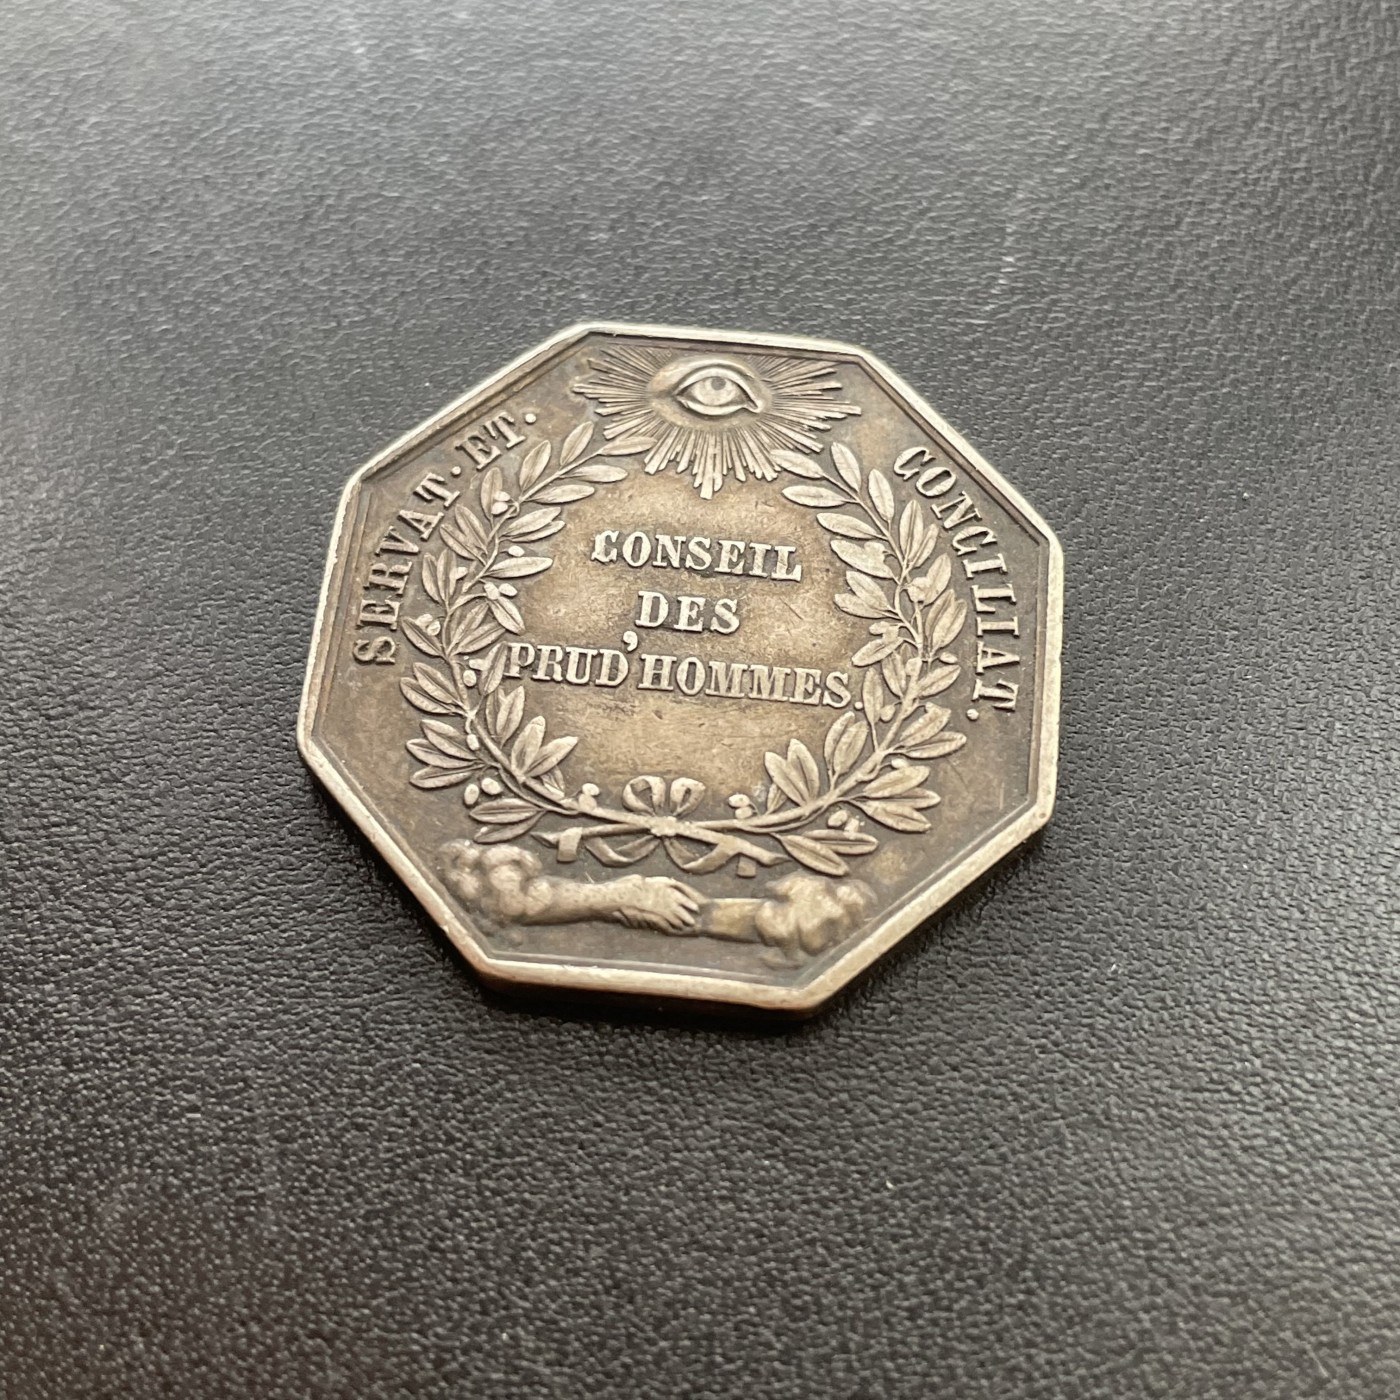 SERVAT. ET. CONCILIAT.
CONSEIL
DES
PRUD'HOMMES.